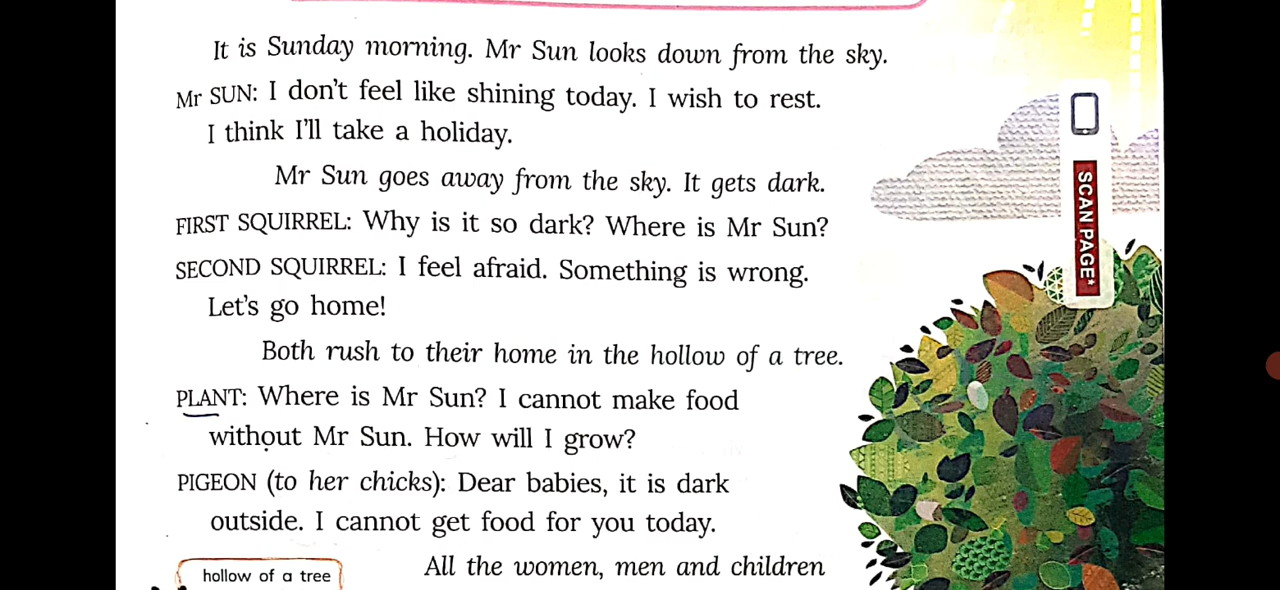 It is Sunday morning. Mr Sun looks down from the sky.
Mr SUN: I don't feel like shining today. I wish to rest.
I think I'll take a holiday.
Mr Sun goes away from the sky. It gets dark.
FIRST SQUIRREL: Why is it so dark? Where is Mr Sun?
SECOND SQUIRREL: I feel afraid. Something is wrong.
Let's go home!
Both rush to their home in the hollow of a tree.
PLANT: Where is Mr Sun? I cannot make food
without Mr Sun. How will I grow?
PIGEON (to her chicks): Dear babies, it is dark
outside. I cannot get food for you today.
All the women, men and children
hollow of a tree
SCAN PAGE*